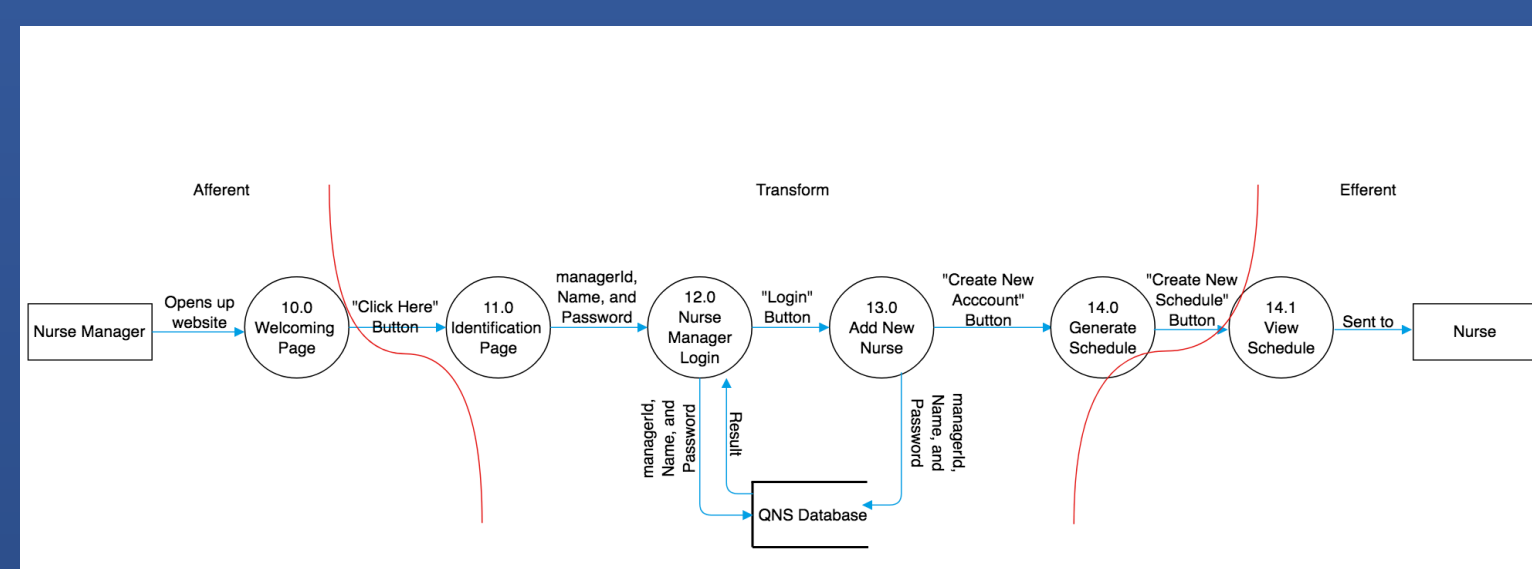 Afferent
Transform
Efferent
Nurse Manager
Opens up
website
10.0
Welcoming
Page
"Click Here"
Button
11.0
Identification
Page
managerId,
Name, and
Password
12.0
Nurse
Manager
Login
"Login"
Button
13.0
Add New
Nurse
"Create New
Acccount"
Button
14.0
Generate
Schedule
"Create New
Schedule"
Button
14.1
View
Schedule
Sent to
Nurse
managerId,
Name, and
Password
Result
managerId,
Name, and
Password
QNS Database